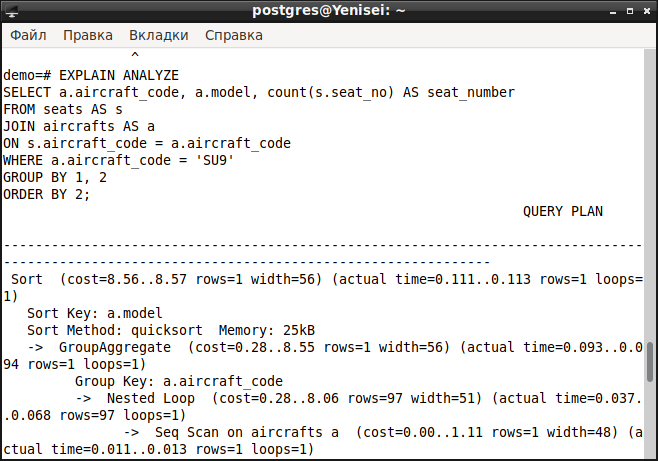 postgres@Yenisei: ~
Файл Правка Вкладки Справка
^
demo=# EXPLAIN ANALYZE
SELECT a.aircraft_code, a.model, count(s.seat_no) AS seat_number
FROM seats AS s
JOIN aircrafts AS a
ON s.aircraft_code = a.aircraft_code
WHERE a.aircraft_code = 'SU9'
GROUP BY 1, 2
ORDER BY 2;
QUERY PLAN
--------------------------------------------------------------------------------
-------------------------------------------------------------
Sort  (cost=8.56..8.57 rows=1 width=56) (actual time=0.111..0.113 rows=1 loops=
1)
Sort Key: a.model
Sort Method: quicksort  Memory: 25kB
->  GroupAggregate  (cost=0.28..8.55 rows=1 width=56) (actual time=0.093..0.0
94 rows=1 loops=1)
Group Key: a.aircraft_code
->  Nested Loop  (cost=0.28..8.06 rows=97 width=51) (actual time=0.037.
.0.068 rows=97 loops=1)
->  Seq Scan on aircrafts a  (cost=0.00..1.11 rows=1 width=48) (a
ctual time=0.011..0.013 rows=1 loops=1)